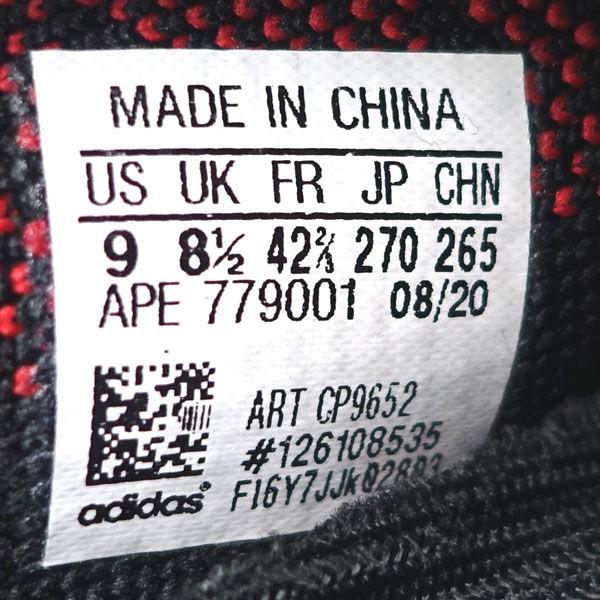 MADE IN CHINA
US UK FR JP CHN
9 8½ 42⅔ 270 265
APE 779001 08/20
ART CP9652
#126108535
adidas®